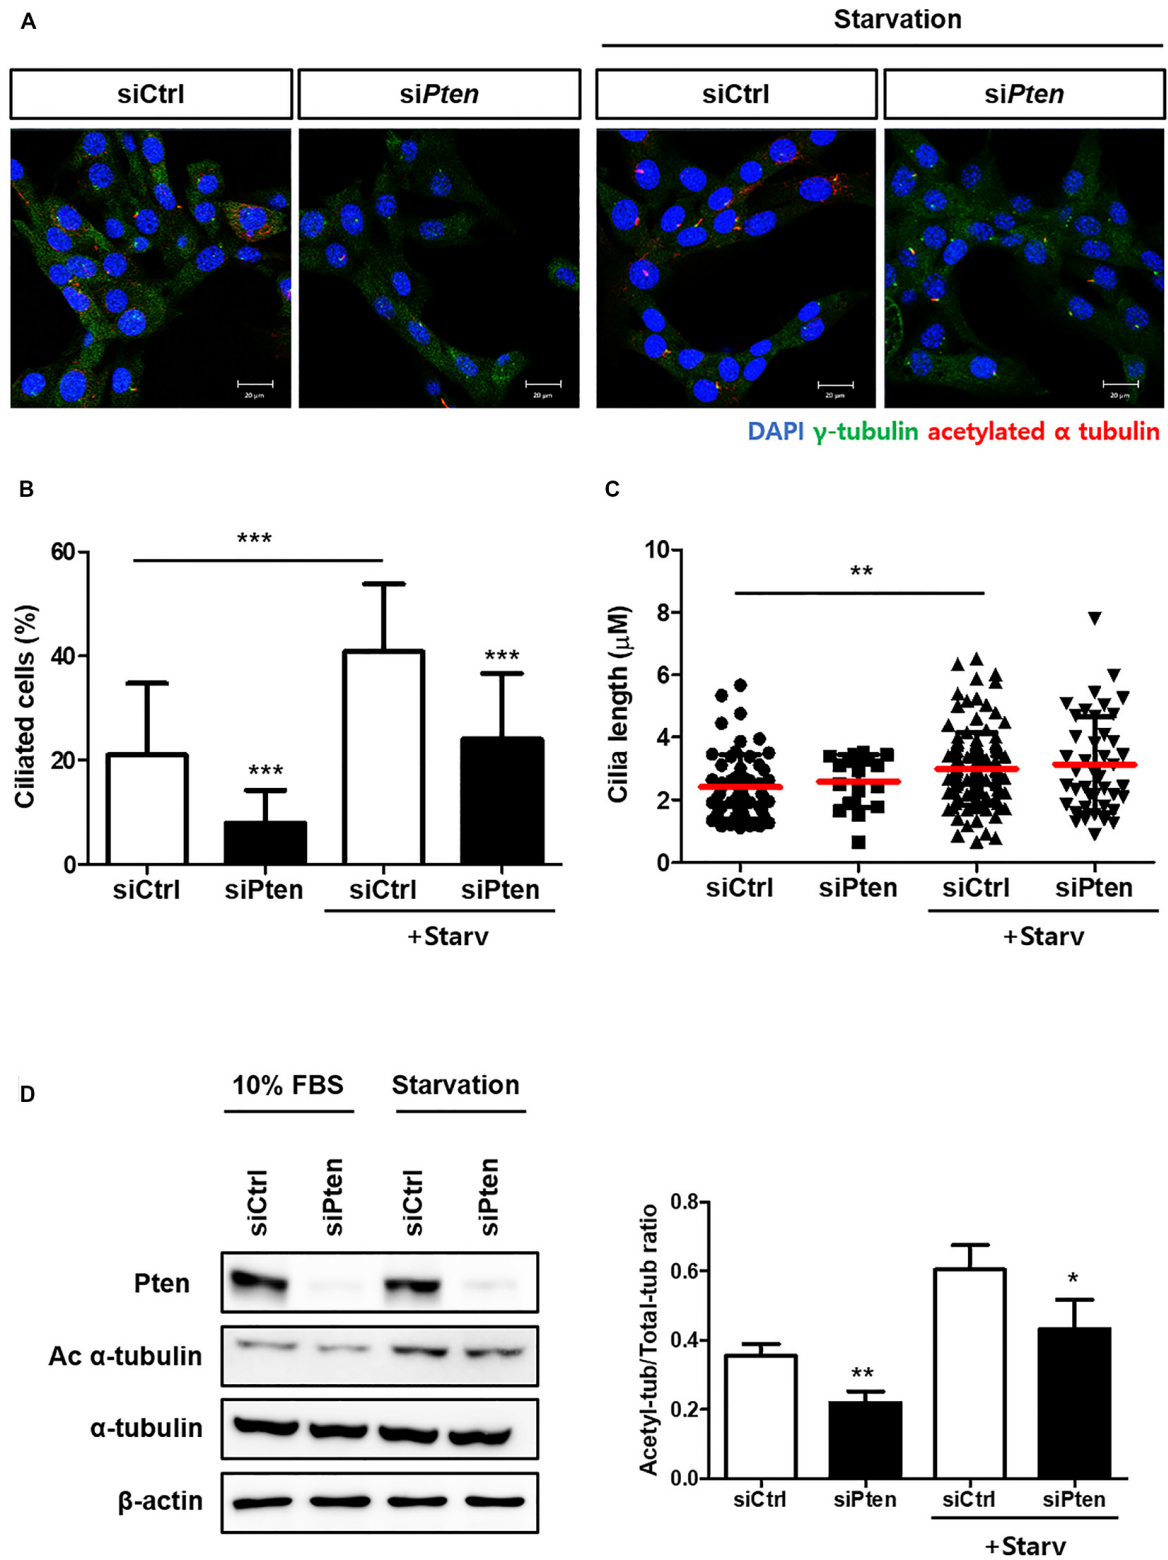 A
Starvation
siCtrl
siPten
siCtrl
siPten
20 μm
20 μm
20 μm
20 μm
DAPI γ-tubulin acetylated α tubulin
B
Ciliated cells (%)
60
40
20
0
***
***
***
siCtrl
siPten
siCtrl
siPten
+Starv
C
Cilia length (μM)
10
8
6
4
2
0
**
siCtrl
siPten
siCtrl
siPten
+Starv
D
10% FBS
Starvation
siCtrl
siPten
siCtrl
siPten
Pten
Ac α-tubulin
α-tubulin
β-actin
Acetyl-tub/Total-tub ratio
0.8
0.6
0.4
0.2
0.0
**
*
siCtrl
siPten
siCtrl
siPten
+Starv